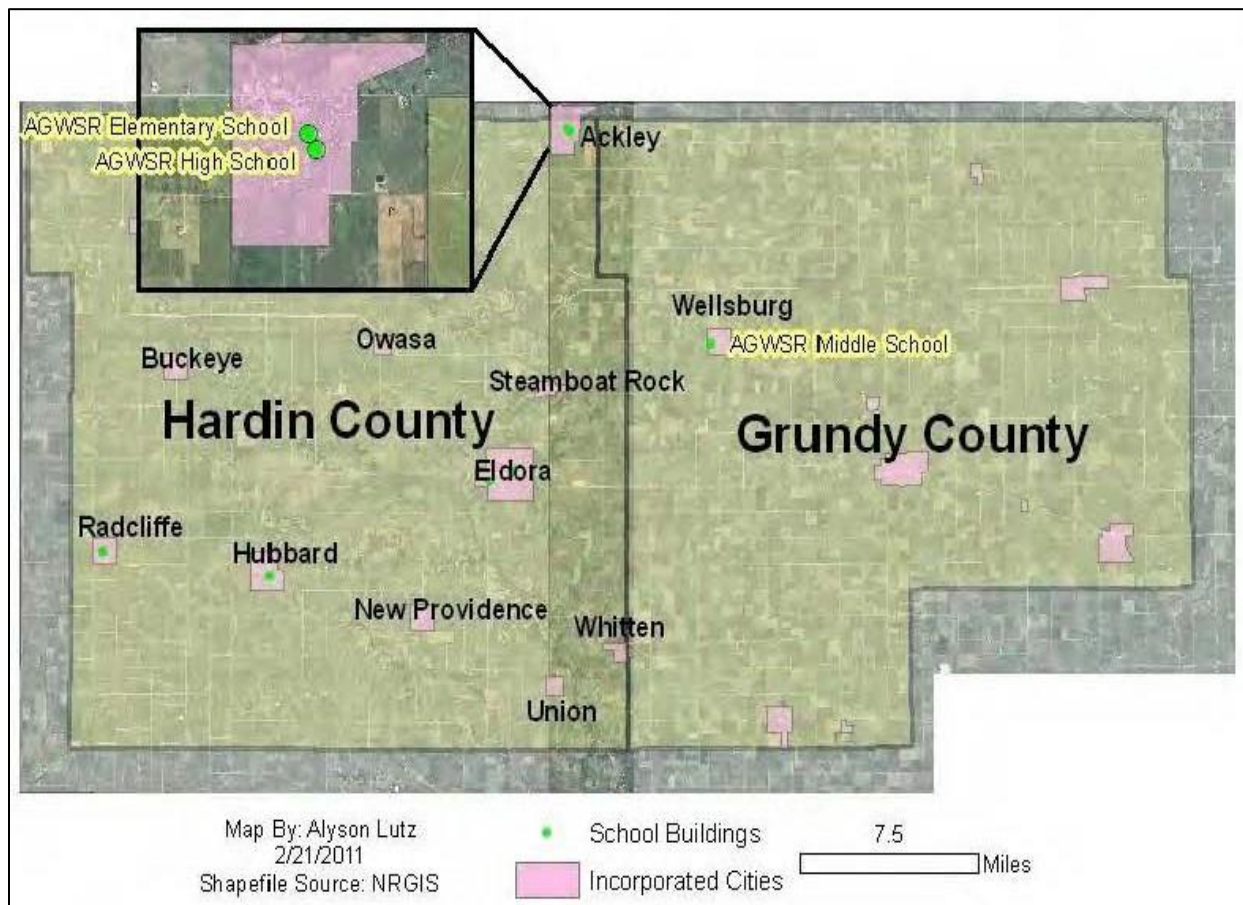 AGWSR Elementary School
AGWSR High School
Ackley
Wellsburg
AGWSR Middle School
Owasa
Buckeye
Steamboat Rock
Hardin County
Grundy County
Eldora
Radcliffe
Hubbard
New Providence
Whitten
Union
Map By: Alyson Lutz
2/21/2011
Shapefile Source: NRGIS
School Buildings
Incorporated Cities
7.5
Miles